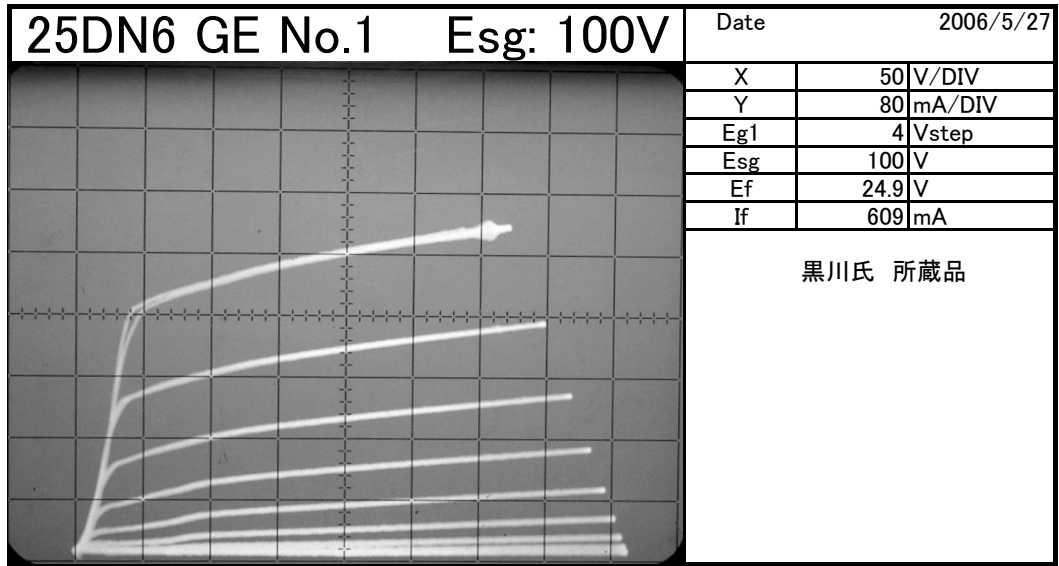 25DN6 GE No.1 Esg: 100V
Date 2006/5/27
X 50 V/DIV
Y 80 mA/DIV
Eg1 4 Vstep
Esg 100 V
Ef 24.9 V
If 609 mA
黒川氏 所蔵品